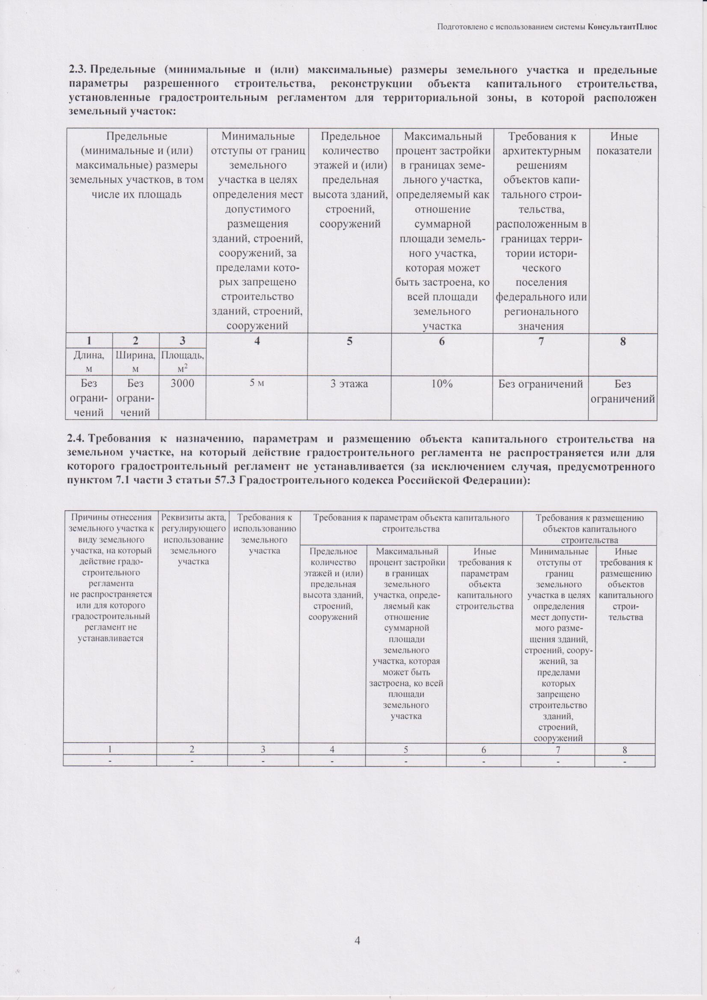 Подготовлено с использованием системы КонсультантПлюс
2.3. Предельные (минимальные и (или) максимальные) размеры земельного участка и предельные
параметры разрешенного строительства, реконструкции объекта капитального строительства,
установленные градостроительным регламентом для территориальной зоны, в которой расположен
земельный участок:
Предельные
(минимальные и (или)
максимальные) размеры
земельных участков, в том
числе их площадь
Минимальные
отступы от границ
земельного
участка в целях
определения мест
допустимого
размещения
зданий, строений,
сооружений, за
пределами кото-
рых запрещено
строительство
зданий, строений,
сооружений
Предельное
количество
этажей и (или)
предельная
высота зданий,
строений,
сооружений
Максимальный
процент застройки
в границах земе-
льного участка,
определяемый как
отношение
суммарной
площади земель-
ного участка,
которая может
быть застроена, ко
всей площади
земельного
участка
Требования к
архитектурным
решениям
объектов капи-
тального строи-
тельства,
расположенным в
границах терри-
тории истори-
ческого
поселения
федерального или
регионального
значения
Иные
показатели
1
2
3
4
5
6
7
8
Длина,
м
Ширина,
м
Площадь,
м²
Без
ограни-
чений
Без
ограни-
чений
3000
5 м
3 этажа
10%
Без ограничений
Без
ограничений
2.4. Требования к назначению, параметрам и размещению объекта капитального строительства на
земельном участке, на который действие градостроительного регламента не распространяется или для
которого градостроительный регламент не устанавливается (за исключением случая, предусмотренного
пунктом 7.1 части 3 статьи 57.3 Градостроительного кодекса Российской Федерации):
Причины отнесения
земельного участка к
виду земельного
участка, на который
действие градо-
строительного
регламента
не распространяется
или для которого
градостроительный
регламент не
устанавливается
Реквизиты акта,
регулирующего
использование
земельного
участка
Требования к
использованию
земельного
участка
Требования к параметрам объекта капитального
строительства
Требования к размещению
объектов капитального
строительства
Предельное
количество
этажей и (или)
предельная
высота зданий,
строений,
сооружений
Максимальный
процент застройки
в границах
земельного
участка, опреде-
ляемый как
отношение
суммарной
площади
земельного
участка, которая
может быть
застроена, ко всей
площади
земельного
участка
Иные
требования к
параметрам
объекта
капитального
строительства
Минимальные
отступы от
границ
земельного
участка в целях
определения
мест допусти-
мого разме-
щения зданий,
строений, соору-
жений, за
пределами
которых
запрещено
строительство
зданий,
строений,
сооружений
Иные
требования к
размещению
объектов
капитального
строи-
тельства
1
2
3
4
5
6
7
8
-
-
-
-
-
-
-
-
4